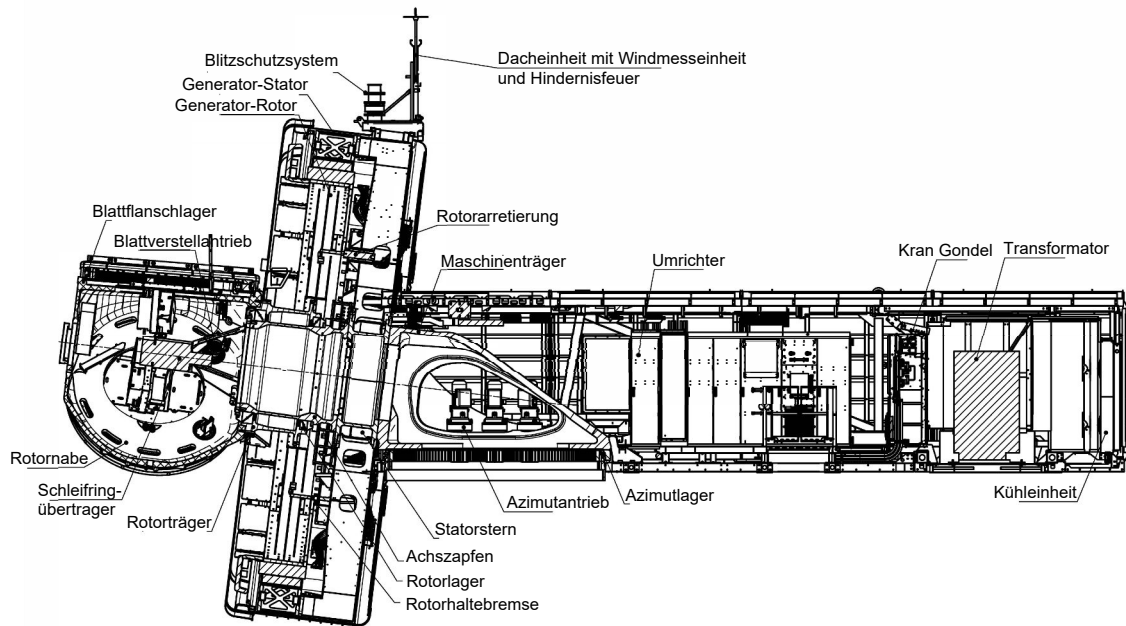 Blitzschutzsystem
Dacheinheit mit Windmesseinheit
und Hindernisfeuer
Generator-Stator
Generator-Rotor
Blattflanschlager
Rotorarretierung
Blattverstellantrieb
Kran Gondel
Transformator
Maschinenträger
Umrichter
Rotornabe
Schleifring-
übertrager
Rotorträger
Azimutantrieb
Azimutlager
Kühleinheit
Statorstern
Achszapfen
Rotorlager
Rotorhaltebremse